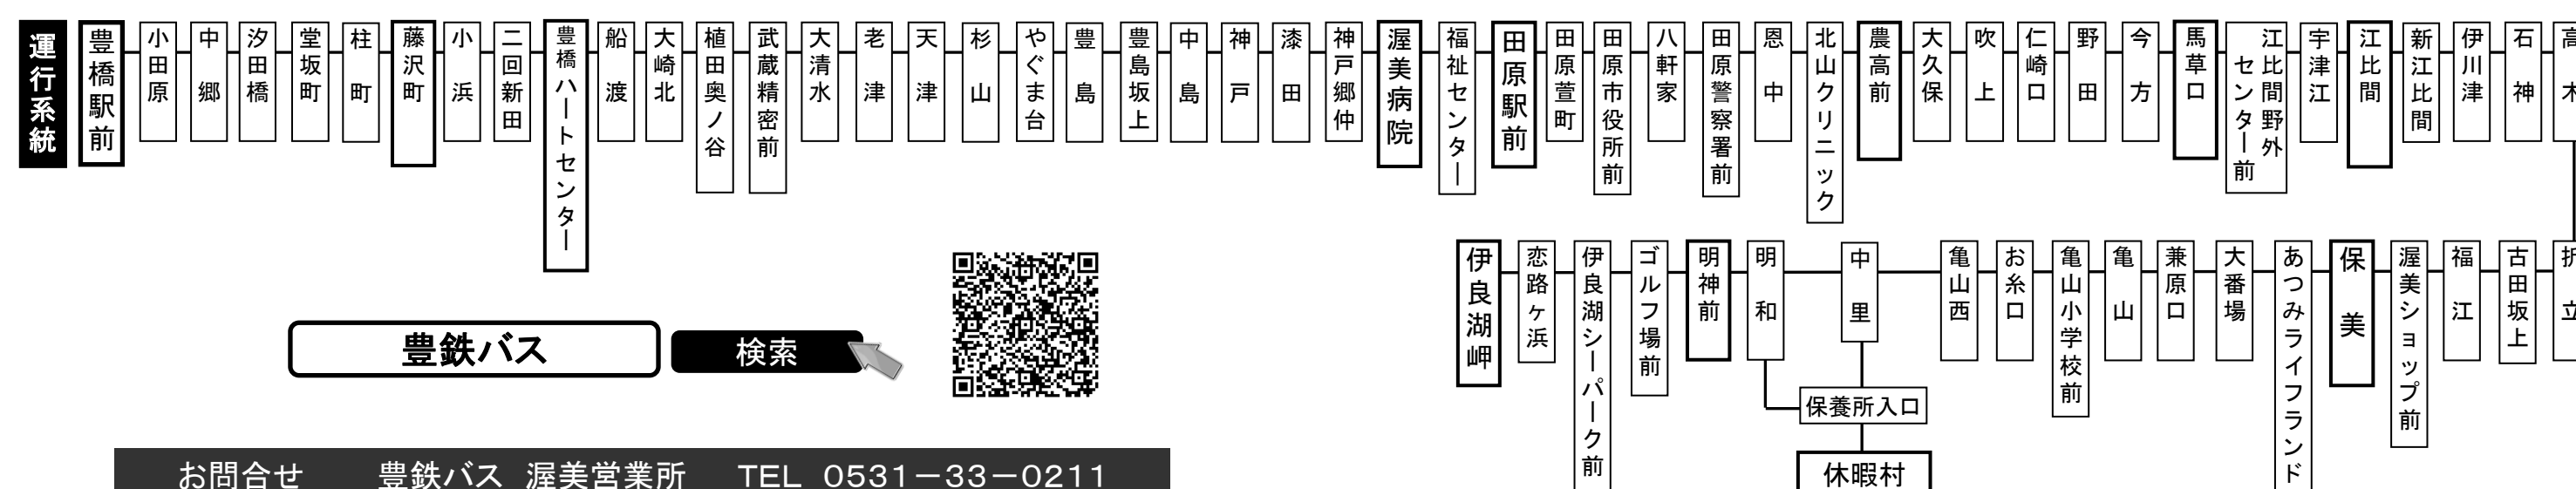 運行系統
豊橋駅前
小田原
中郷
汐田橋
堂坂町
柱町
藤沢町
小浜
二回新田
豊橋ハートセンター
船渡
大崎北
植田奥ノ谷
武蔵精密前
大清水
老津
天津
杉山
やぐま台
豊島
豊島坂上
中島
神戸
漆田
神戸郷仲
渥美病院
福祉センター
田原駅前
田原萱町
田原市役所前
八軒家
田原警察署前
恩中
北山クリニック
農高前
大久保
吹上
仁崎口
野田
今方
馬草口
江比間野外
センター前
宇津江
江比間
新江比間
伊川津
石神
高木
伊良湖岬
恋路ヶ浜
伊良湖シーパーク前
ゴルフ場前
明神前
明和
中里
亀山西
お糸口
亀山小学校前
亀山
兼原口
大番場
あつみライフランド
保美
渥美ショップ前
福江
古田坂上
折立
保養所入口
休暇村
豊鉄バス
検索
お問合せ 豊鉄バス 渥美営業所 TEL 0531－33－0211